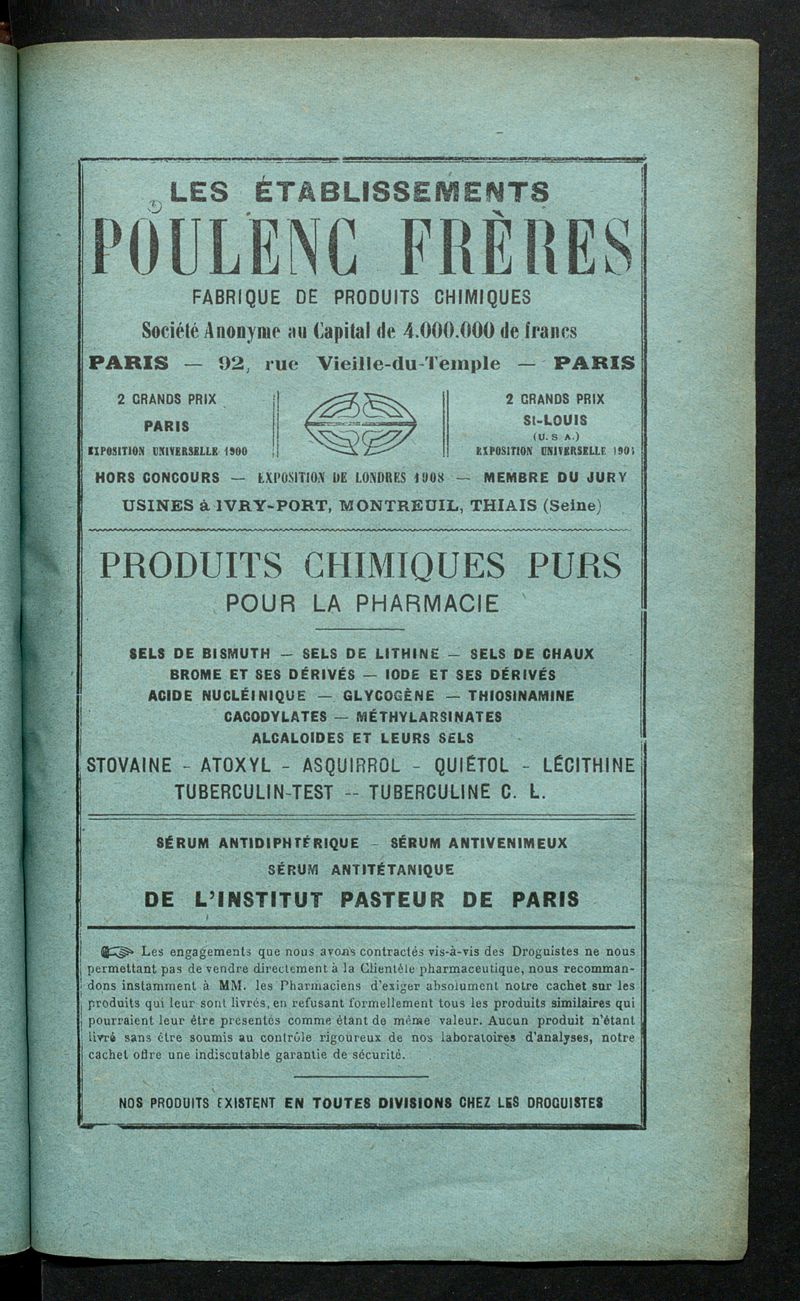 LES ÉTABLISSEMENTS
POULENC FRÈRES
FABRIQUE DE PRODUITS CHIMIQUES
Société Anonyme au Capital de 4.000.000 de francs
PARIS — 92, rue Vieille-du-Temple — PARIS
2 GRANDS PRIX
PARIS
EXPOSITION UNIVERSELLE 1900
2 GRANDS PRIX
St-LOUIS
(U. S A.)
EXPOSITION UNIVERSELLE
HORS CONCOURS — EXPOSITION DE LONDRES 1908 — MEMBRE DU JURY
USINES à IVRY-PORT, MONTREUIL, THIAIS (Seine)
PRODUITS CHIMIQUES PURS
POUR LA PHARMACIE
SELS DE BISMUTH — SELS DE LITHINE — SELS DE CHAUX
BROME ET SES DÉRIVÉS — IODE ET SES DÉRIVÉS
ACIDE NUCLÉINIQUE — GLYCOGÈNE — THIOSINAMINE
CACODYLATES — MÉTHYLARSINATES
ALCALOIDES ET LEURS SELS
STOVAINE - ATOXYL - ASQUIRROL - QUIÉTOL - LÉCITHINE
TUBERCULIN-TEST -- TUBERCULINE C. L.
SÉRUM ANTIDIPHTÉRIQUE - SÉRUM ANTIVENIMEUX
SÉRUM ANTITÉTANIQUE
DE L'INSTITUT PASTEUR DE PARIS
Les engagements que nous avons contractés vis-à-vis des Droguistes ne nous
permettant pas de vendre directement à la Clientèle pharmaceutique, nous recomman-
dons instamment à MM. les Pharmaciens d'exiger absolument notre cachet sur les
produits qui leur sont livrés, en refusant formellement tous les produits similaires qui
pourraient leur être présentés comme étant de même valeur. Aucun produit n'étant
livré sans être soumis au contrôle rigoureux de nos laboratoires d'analyses, notre
cachet offre une indiscutable garantie de sécurité.
NOS PRODUITS EXISTENT EN TOUTES DIVISIONS CHEZ LES DROGUISTES